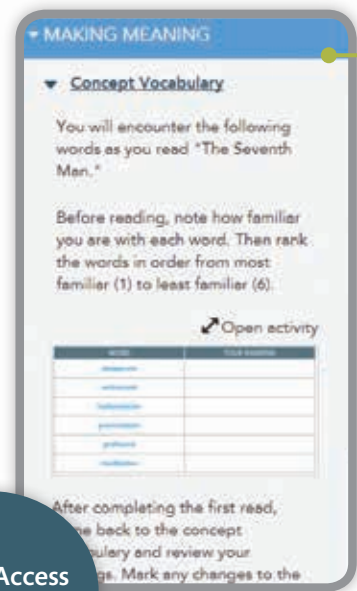 MAKING MEANING
Concept Vocabulary
You will encounter the following
words as you read "The Seventh
Man."
Before reading, note how familiar
you are with each word. Then rank
the words in order from most
familiar (1) to least familiar (6).
Open activity
WORD YOUR RANKING
After completing the first read,
back to the concept
and review your
Mark any changes to the
Access